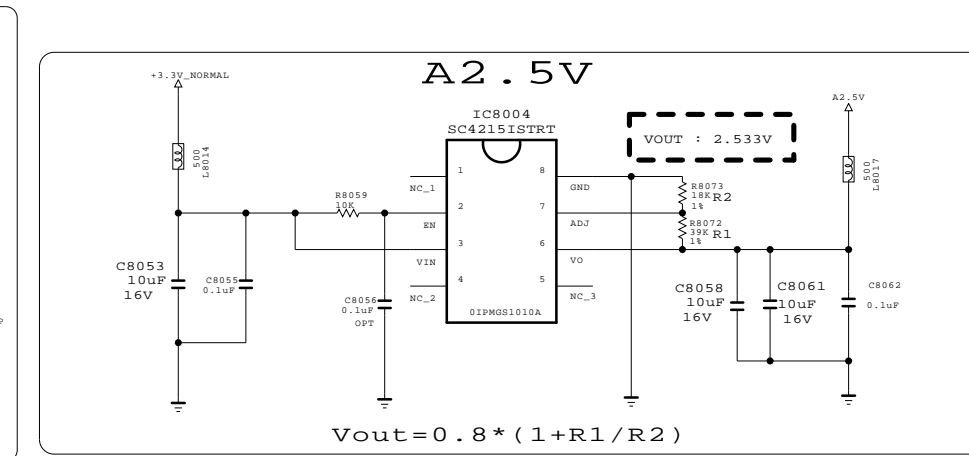 A2.5V
+3.3V_NORMAL
A2.5V
IC8004
SC4215ISTRT
VOUT : 2.533V
500
L8014
500
L8017
1
8
NC_1
GND
R8073
18K R2
1%
R8059
10K
2
7
EN
ADJ
R8072
39K R1
1%
3
6
VIN
VO
C8053
10uF
16V
C8055
0.1uF
4
5
NC_2
NC_3
C8056
0.1uF
OPT
0IPMGS1010A
C8058
10uF
16V
C8061
10uF
16V
C8062
0.1uF
Vout=0.8*(1+R1/R2)